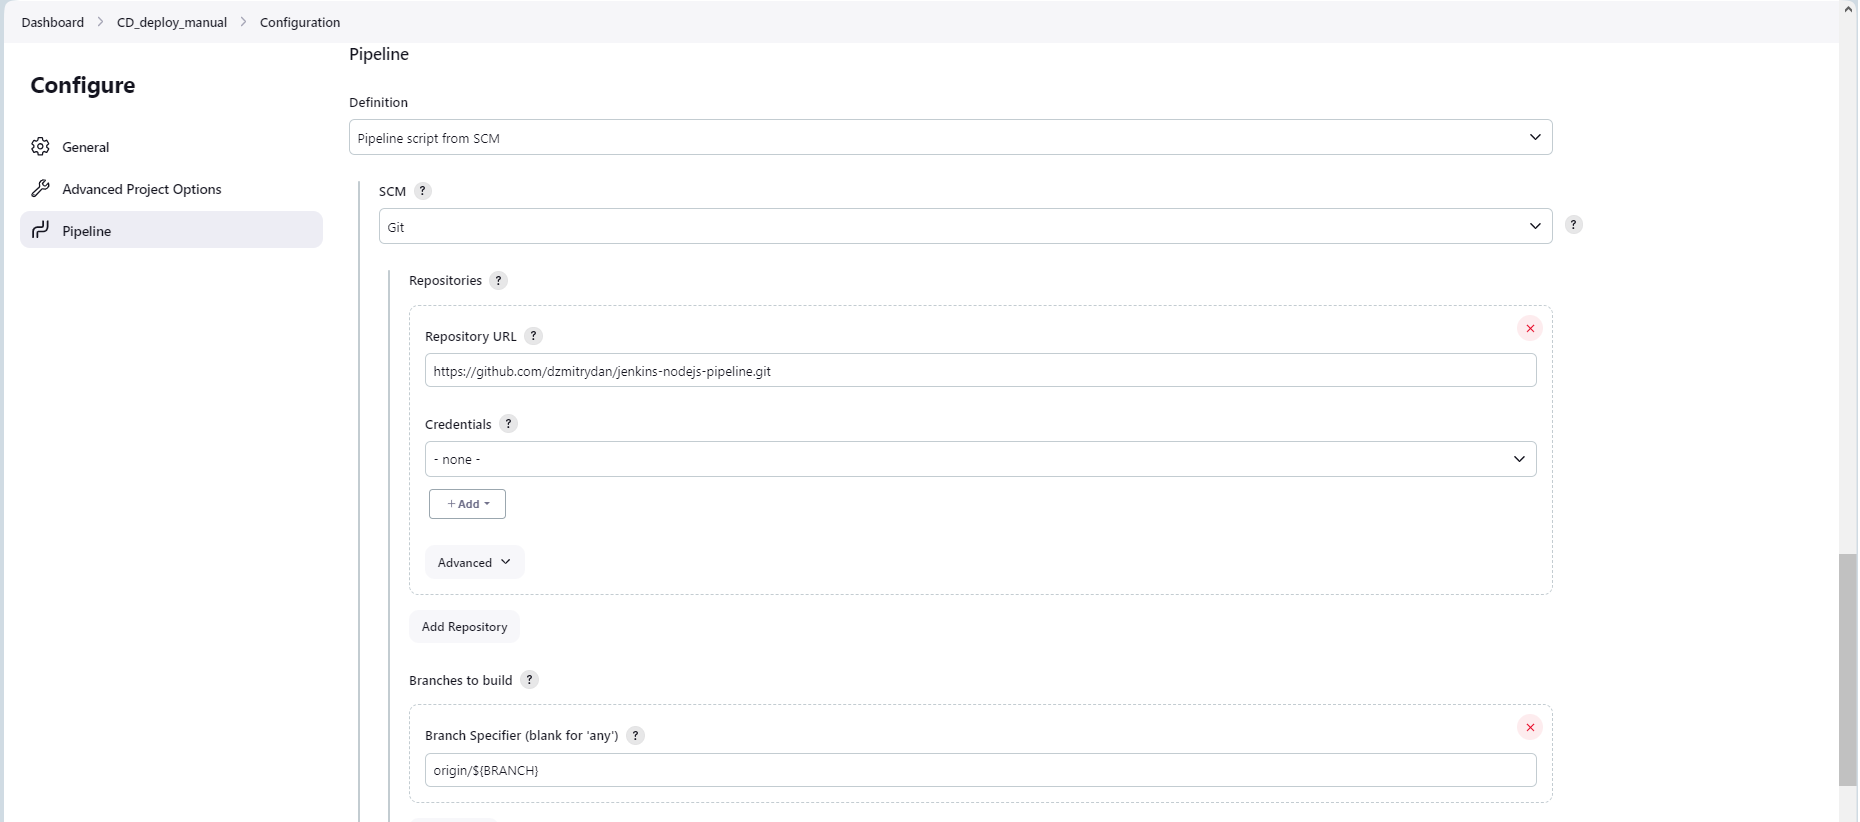 Dashboard > CD_deploy_manual > Configuration
Configure
General
Advanced Project Options
Pipeline
Pipeline
Definition
Pipeline script from SCM
SCM ?
Git
?
Repositories ?
Repository URL ?
https://github.com/dzmitrydan/jenkins-nodejs-pipeline.git
Credentials ?
- none -
+ Add
Advanced
Add Repository
Branches to build ?
Branch Specifier (blank for 'any') ?
origin/${BRANCH}